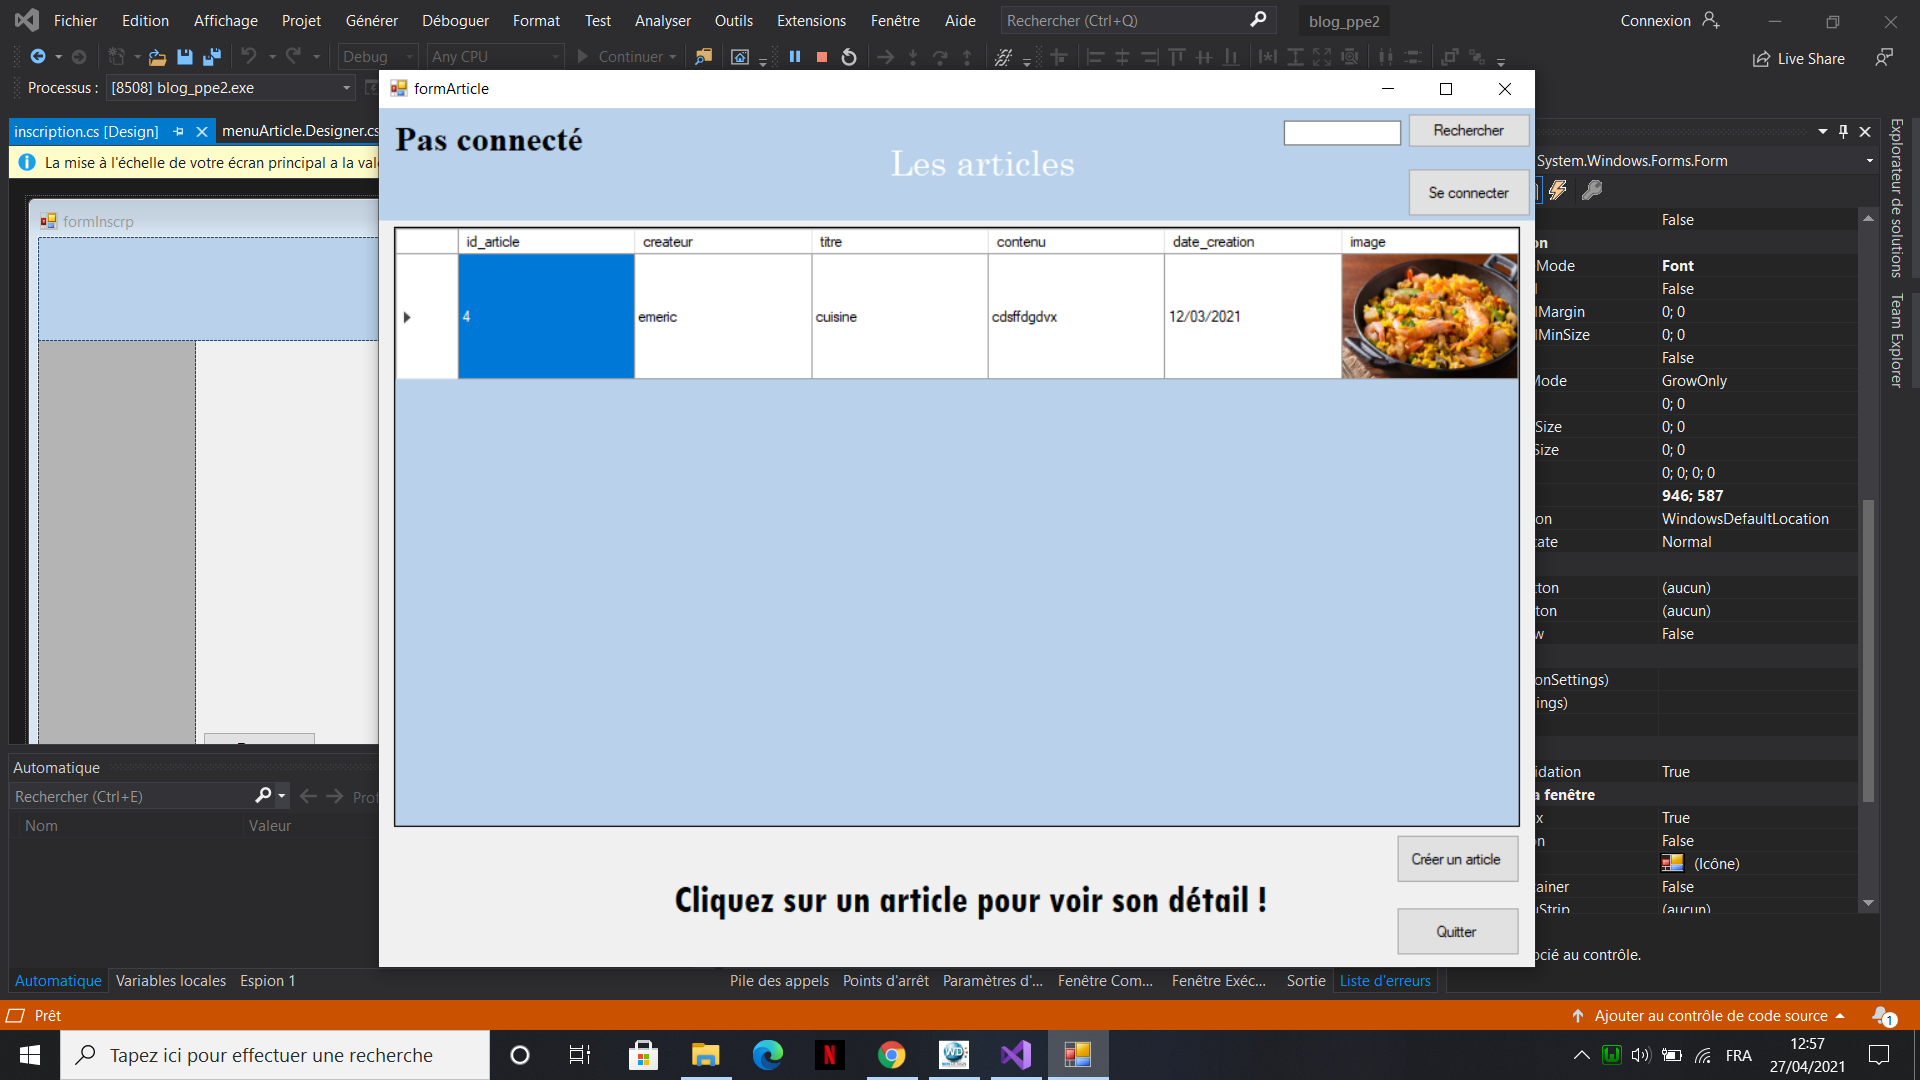 Fichier Edition Affichage Projet Générer Déboguer Format Test Analyser Outils Extensions Fenêtre Aide Rechercher (Ctrl+Q) blog_ppe2 Connexion
Debug Any CPU Continuer Live Share
Processus : [8508] blog_ppe2.exe
formArticle
inscription.cs [Design] menuArticle.Designer.cs
La mise à l'échelle de votre écran principal a la val
formInscrp
Pas connecté
Les articles
Rechercher
Se connecter
id_article createur titre contenu date_creation image
4 emeric cuisine cdsffdgdvx 12/03/2021
Cliquez sur un article pour voir son détail !
Créer un article
Quitter
System.Windows.Forms.Form
False
on
Mode Font
False
lMargin 0; 0
lMinSize 0; 0
False
Mode GrowOnly
0; 0
Size 0; 0
Size 0; 0
0; 0; 0; 0
946; 587
on WindowsDefaultLocation
tate Normal
tton (aucun)
ton (aucun)
w False
onSettings)
ings)
idation True
a fenêtre
x True
on False
(Icône)
ainer False
uStrip (aucun)
cié au contrôle.
Explorateur de solutions
Team Explorer
Automatique
Rechercher (Ctrl+E) Prof
Nom Valeur
Automatique Variables locales Espion 1 Pile des appels Points d'arrêt Paramètres d'... Fenêtre Com... Fenêtre Exéc... Sortie Liste d'erreurs
Prêt Ajouter au contrôle de code source 1
Tapez ici pour effectuer une recherche
FRA
12:57
27/04/2021